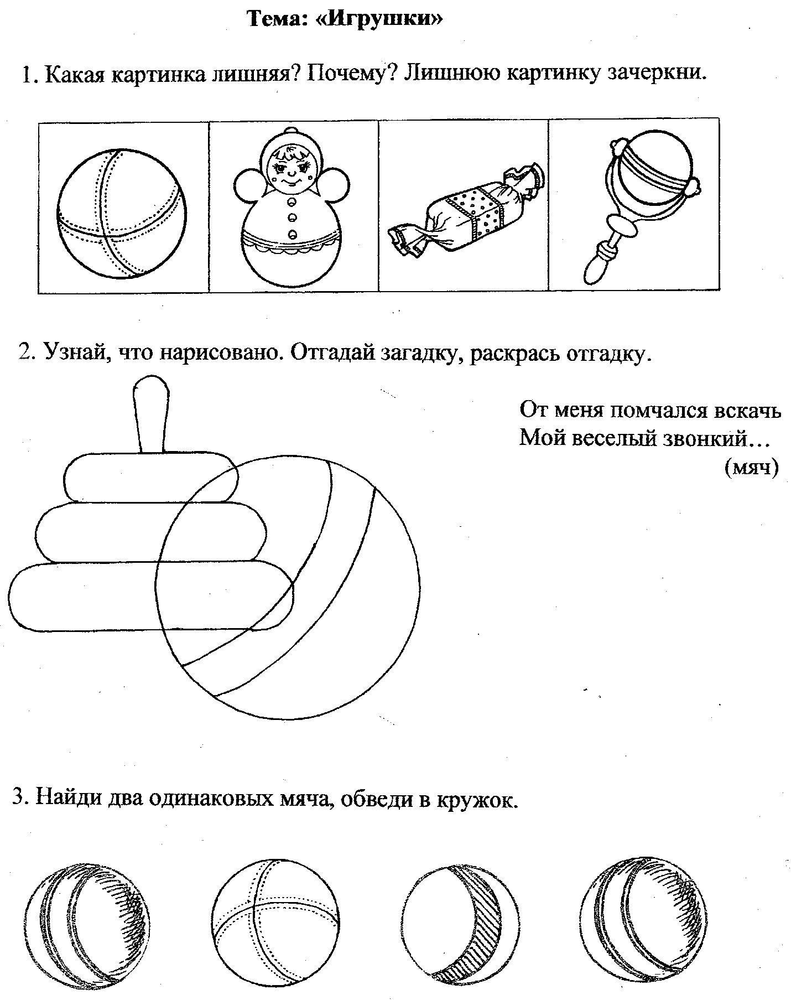 Тема: «Игрушки»
1. Какая картинка лишняя? Почему? Лишнюю картинку зачеркни.
2. Узнай, что нарисовано. Отгадай загадку, раскрась отгадку.
От меня помчался вскачь
Мой веселый звонкий...
(мяч)
3. Найди два одинаковых мяча, обведи в кружок.